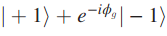 | + 1⟩ + e^{-iϕ_g} | − 1⟩